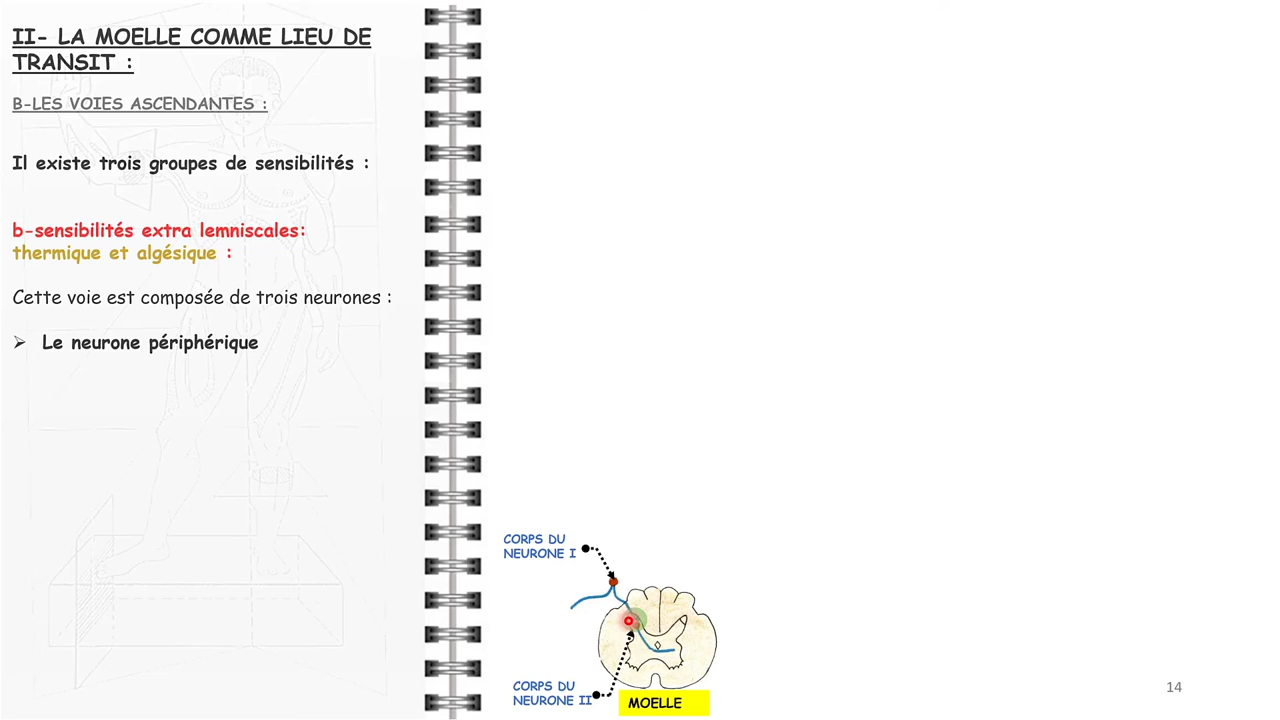 II- LA MOELLE COMME LIEU DE
TRANSIT :
B-LES VOIES ASCENDANTES :
Il existe trois groupes de sensibilités :
b-sensibilités extra lemniscales:
thermique et algésique :
Cette voie est composée de trois neurones :
➢ Le neurone périphérique
CORPS DU
NEURONE I
CORPS DU
NEURONE II
MOELLE
14